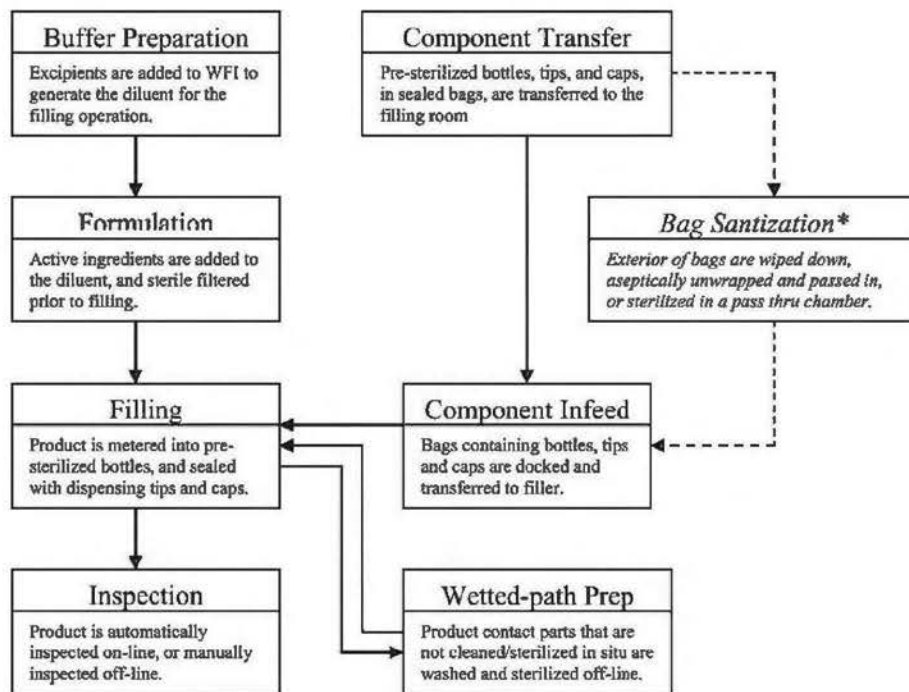 Buffer Preparation
Excipients are added to WFI to
generate the diluent for the
filling operation.
Component Transfer
Pre-sterilized bottles, tips, and caps,
in sealed bags, are transferred to the
filling room
Formulation
Active ingredients are added to
the diluent, and sterile filtered
prior to filling.
Bag Santization*
Exterior of bags are wiped down,
aseptically unwrapped and passed in,
or sterilized in a pass thru chamber.
Filling
Product is metered into pre-
sterilized bottles, and sealed
with dispensing tips and caps.
Component Infeed
Bags containing bottles, tips
and caps are docked and
transferred to filler.
Inspection
Product is automatically
inspected on-line, or manually
inspected off-line.
Wetted-path Prep
Product contact parts that are
not cleaned/sterilized in situ are
washed and sterilized off-line.